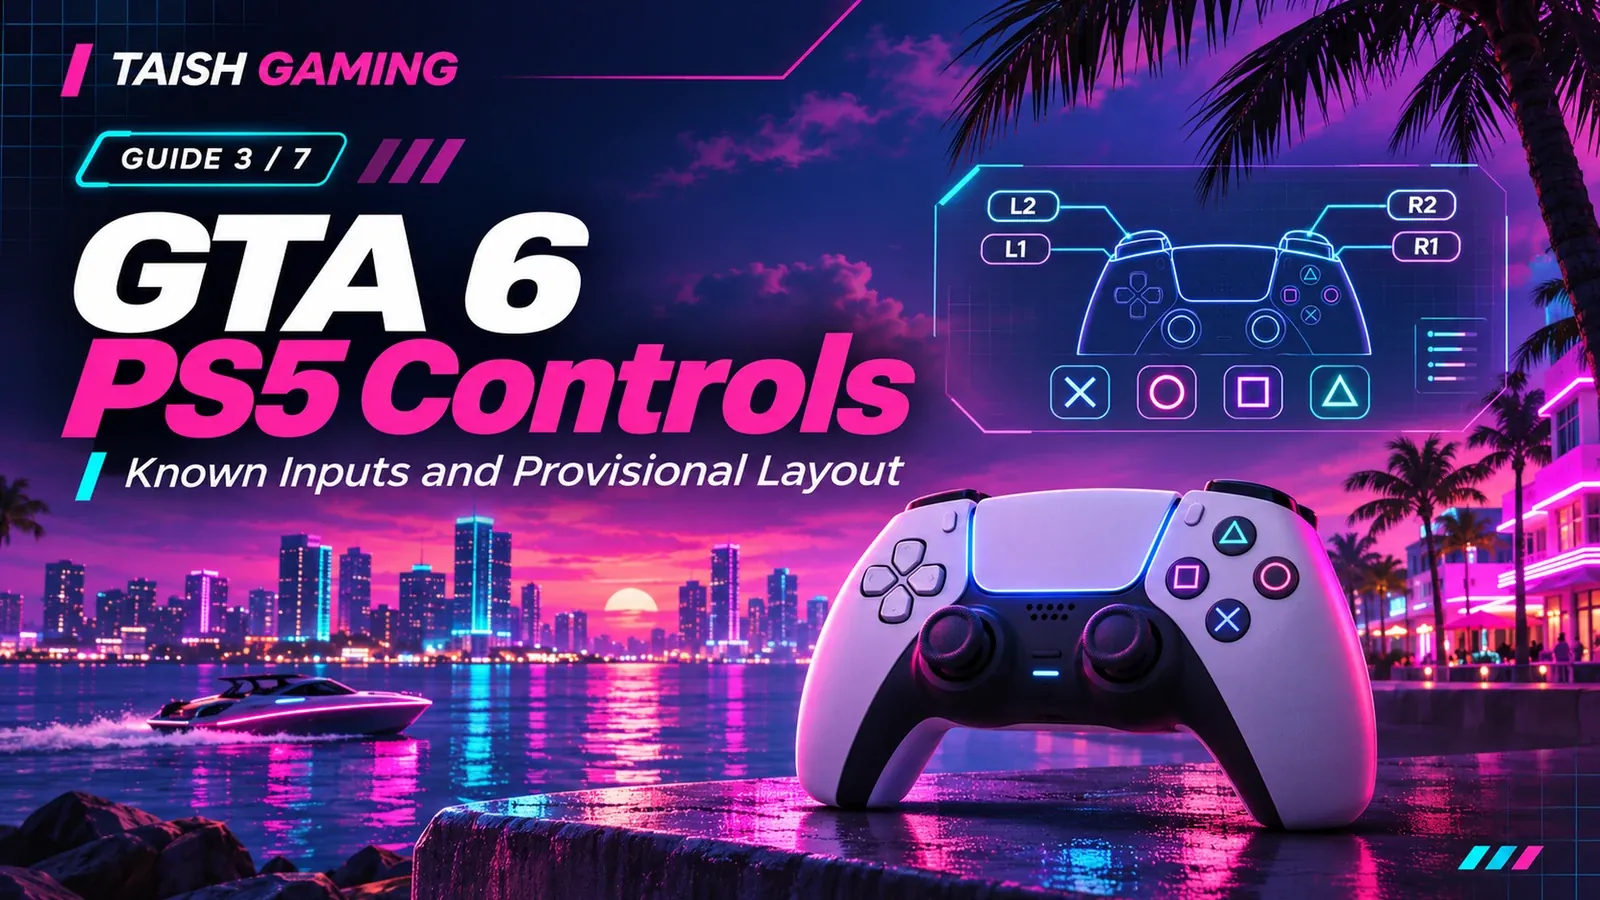 TAISH GAMING
GUIDE 3 / 7
GTA 6
PS5 Controls
Known Inputs and Provisional Layout
L2
R2
L1
R1